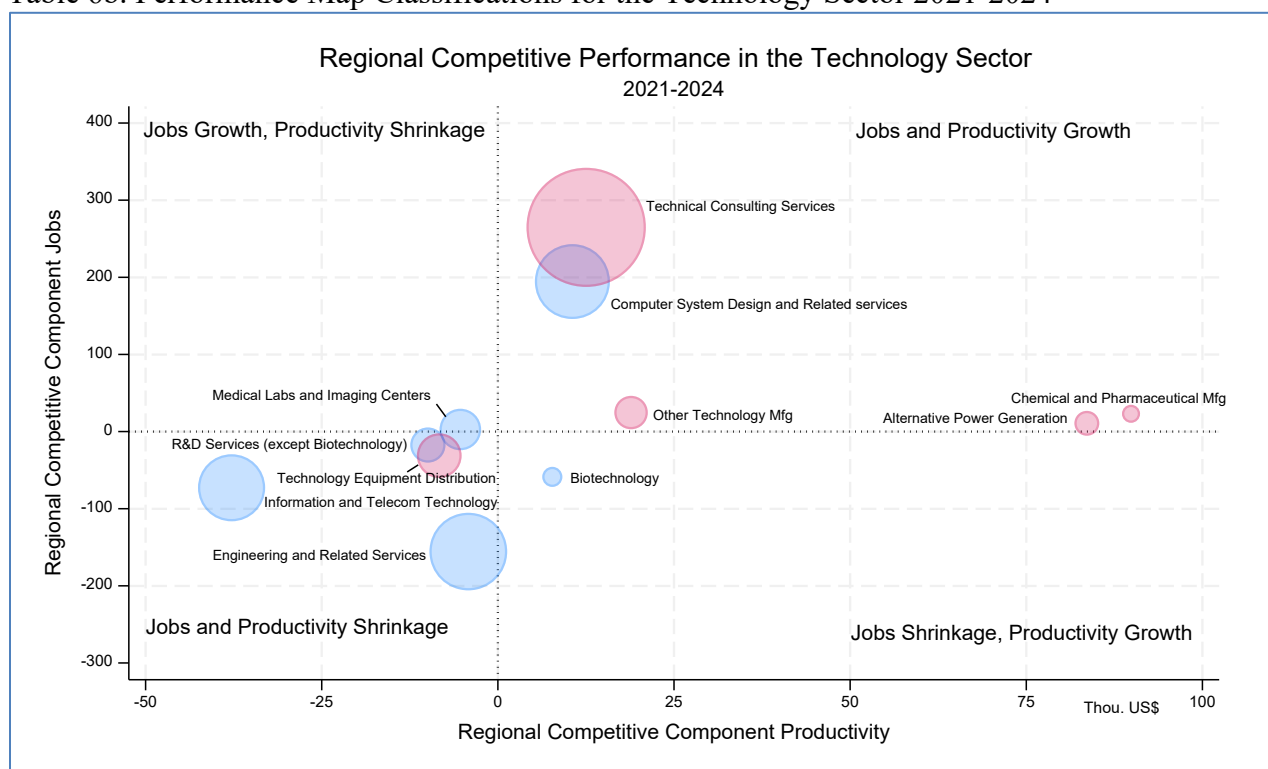 Table 6b. Performance Map Classifications for the Technology Sector 2021-2024
Regional Competitive Performance in the Technology Sector
2021-2024
Jobs Growth, Productivity Shrinkage
Jobs and Productivity Growth
Technical Consulting Services
Computer System Design and Related services
Medical Labs and Imaging Centers
Chemical and Pharmaceutical Mfg
Other Technology Mfg
Alternative Power Generation
R&D Services (except Biotechnology)
Technology Equipment Distribution
Biotechnology
Information and Telecom Technology
Engineering and Related Services
Jobs and Productivity Shrinkage
Jobs Shrinkage, Productivity Growth
Regional Competitive Component Jobs
400
300
200
100
0
-100
-200
-300
-50
-25
0
25
50
75
100
Thou. US$
Regional Competitive Component Productivity